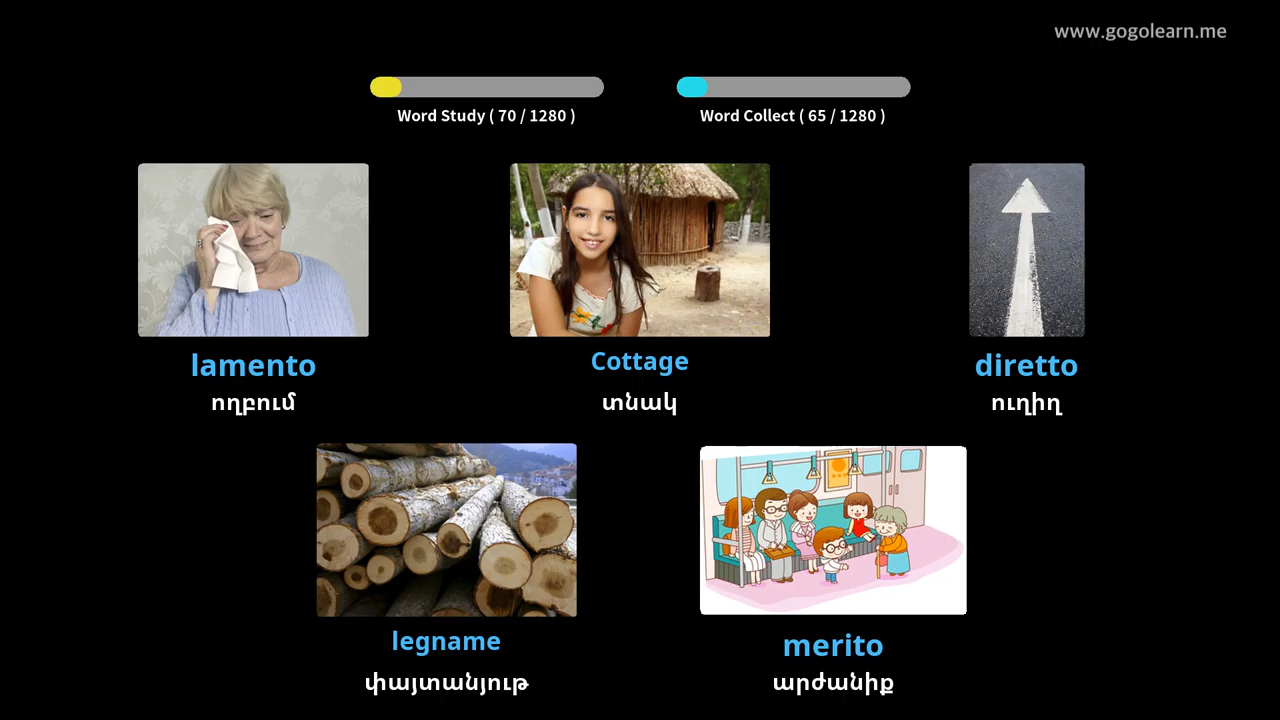 www.gogolearn.me
Word Study ( 70 / 1280 )
Word Collect ( 65 / 1280 )
lamento
ողբում
Cottage
տնակ
diretto
ուղիղ
legname
փայտանյութ
merito
արժանիք